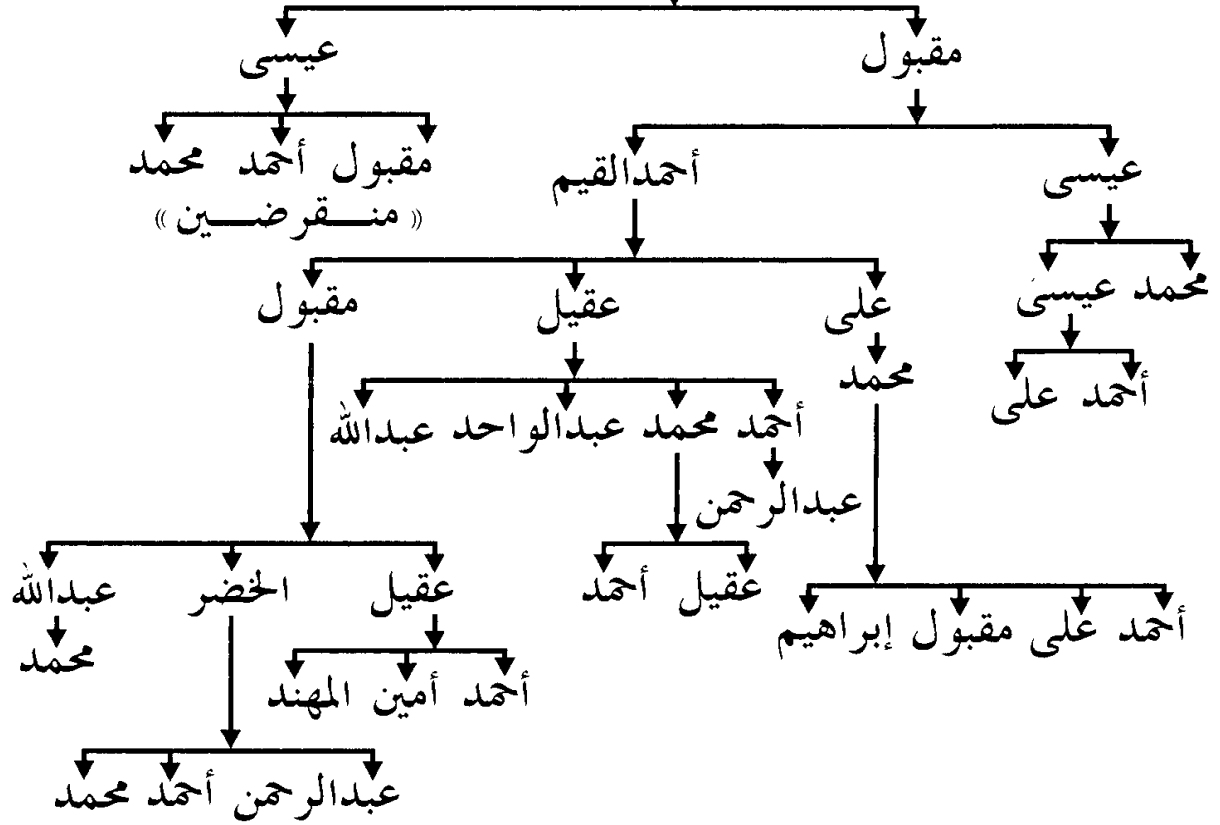 مقبول عيسى
عيسى أحمدالقيم مقبول أحمد محمد
« منقرضين »
محمد عيسى على عقيل مقبول
أحمد على محمد
أحمد محمد عبدالواحد عبدالله
عبدالرحمن
أحمد على مقبول إبراهيم عقيل أحمد عقيل الخضر عبدالله
محمد
أحمد أمين المهند
عبدالرحمن أحمد محمد